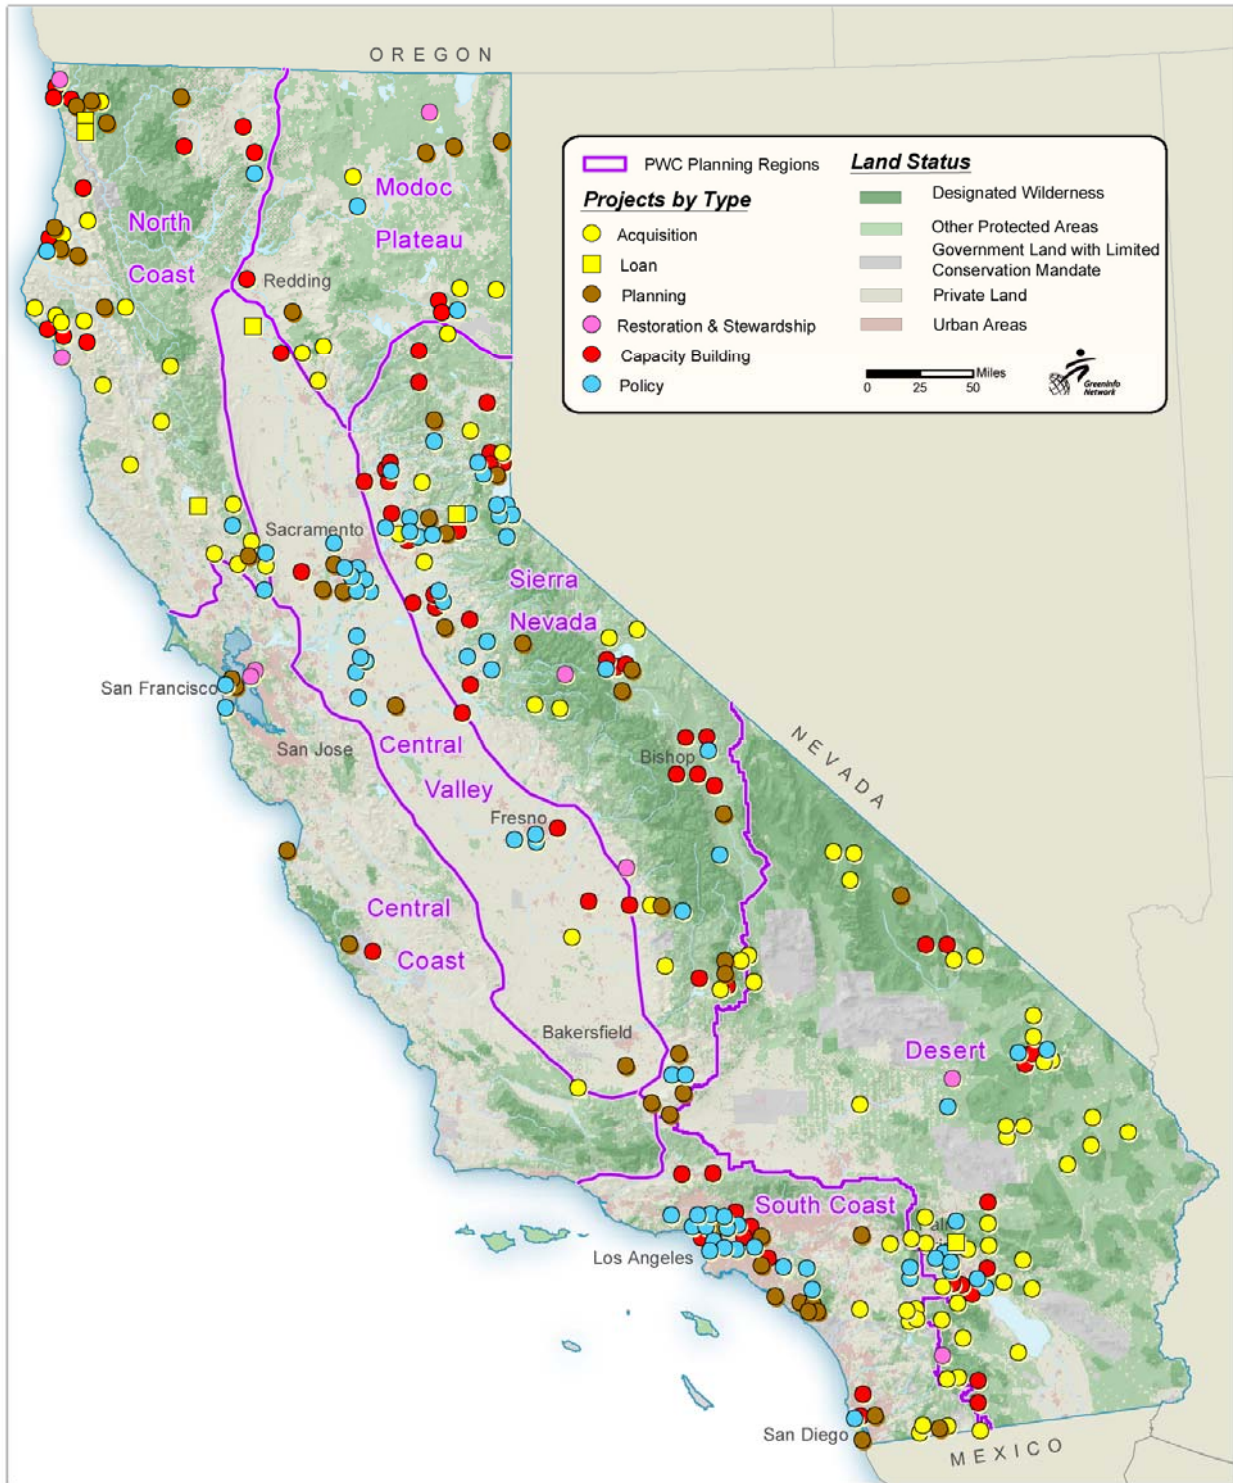 OREGON
PWC Planning Regions
Projects by Type
Acquisition
Loan
Planning
Restoration & Stewardship
Capacity Building
Policy
Land Status
Designated Wilderness
Other Protected Areas
Government Land with Limited
Conservation Mandate
Private Land
Urban Areas
0 25 50 Miles
GreenInfo
Network
Modoc
Plateau
North
Coast
Redding
Sacramento
Sierra
Nevada
San Francisco
San Jose
Central
Valley
Bishop
NEVADA
Fresno
Central
Coast
Bakersfield
Desert
South Coast
Los Angeles
San Diego
MEXICO